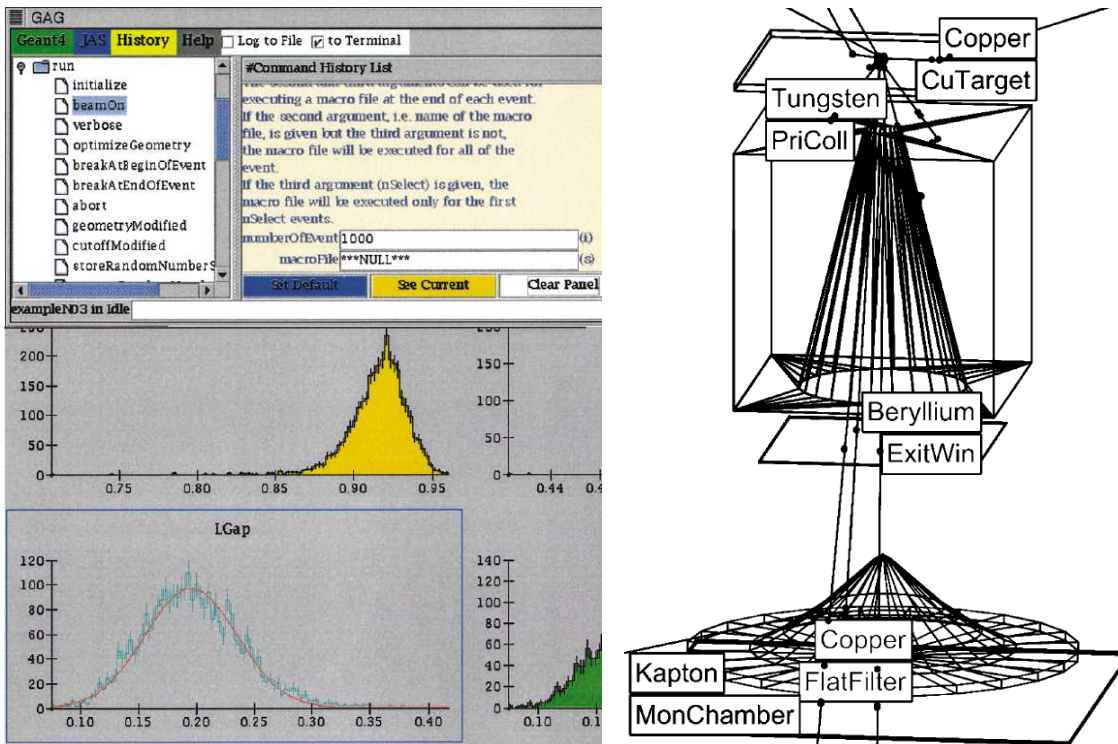 GAG
Geant4 JAS History Help Log to File to Terminal
run
initialize
beamOn
verbose
optimizeGeometry
breakAtBeginOfEvent
breakAtEndOfEvent
abort
geometryModified
cutoffModified
storeRandomNumberS
#Command History List
executing a macro file at the end of each event.
If the second argument, i.e. name of the macro
file, is given but the third argument is not,
the macro file will be executed for all of the
event.
If the third argument (nSelect) is given, the
macro file will be executed only for the first
nSelect events.
numberOfEvent 1000 (i)
macroFile ***NULL*** (s)
Set Default See Current Clear Panel
exampleND3 in Idle
200
150
100
50
0
0.75 0.80 0.85 0.90 0.95
150
100
50
0
0.44
LGap
120
100
80
60
40
20
0
0.10 0.15 0.20 0.25 0.30 0.35 0.40
140
120
100
80
60
40
20
0
0.10
Copper
CuTarget
Tungsten
PriColl
Beryllium
ExitWin
Copper
FlatFilter
Kapton
MonChamber